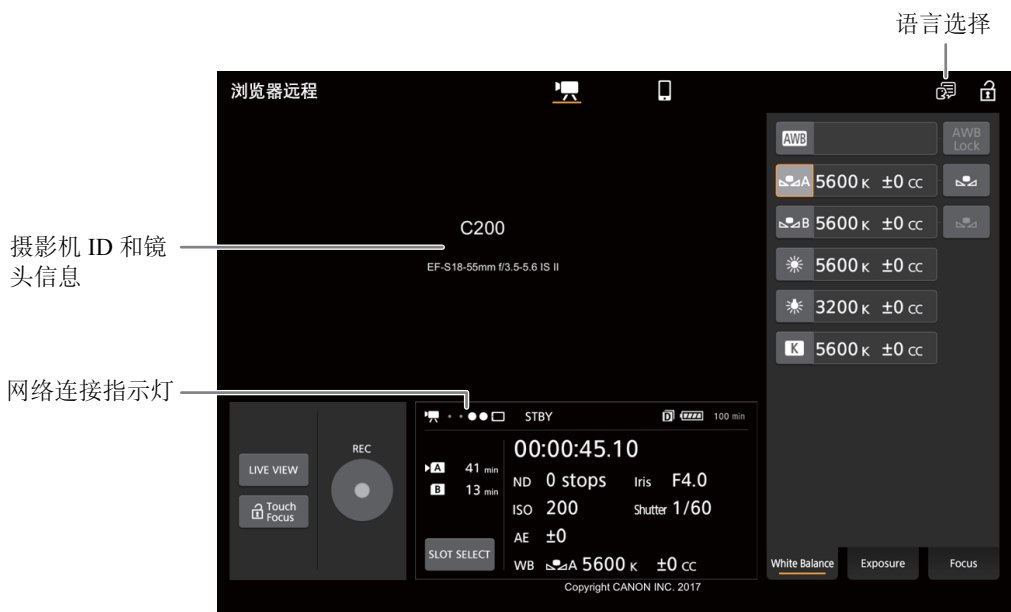 语言选择
浏览器远程
AWB
AWB
Lock
A 5600 K ±0 CC
B 5600 K ±0 CC
C200
摄影机 ID 和镜
头信息
EF-S18-55mm f/3.5-5.6 IS II
5600 K ±0 CC
3200 K ±0 CC
K 5600 K ±0 CC
网络连接指示灯
STBY D 100 min
REC
00:00:45.10
LIVE VIEW
A 41 min
B 13 min
ND 0 stops Iris F4.0
Touch
Focus
ISO 200 Shutter 1/60
AE ±0
SLOT SELECT
WB A 5600 K ±0 CC
White Balance Exposure Focus
Copyright CANON INC. 2017